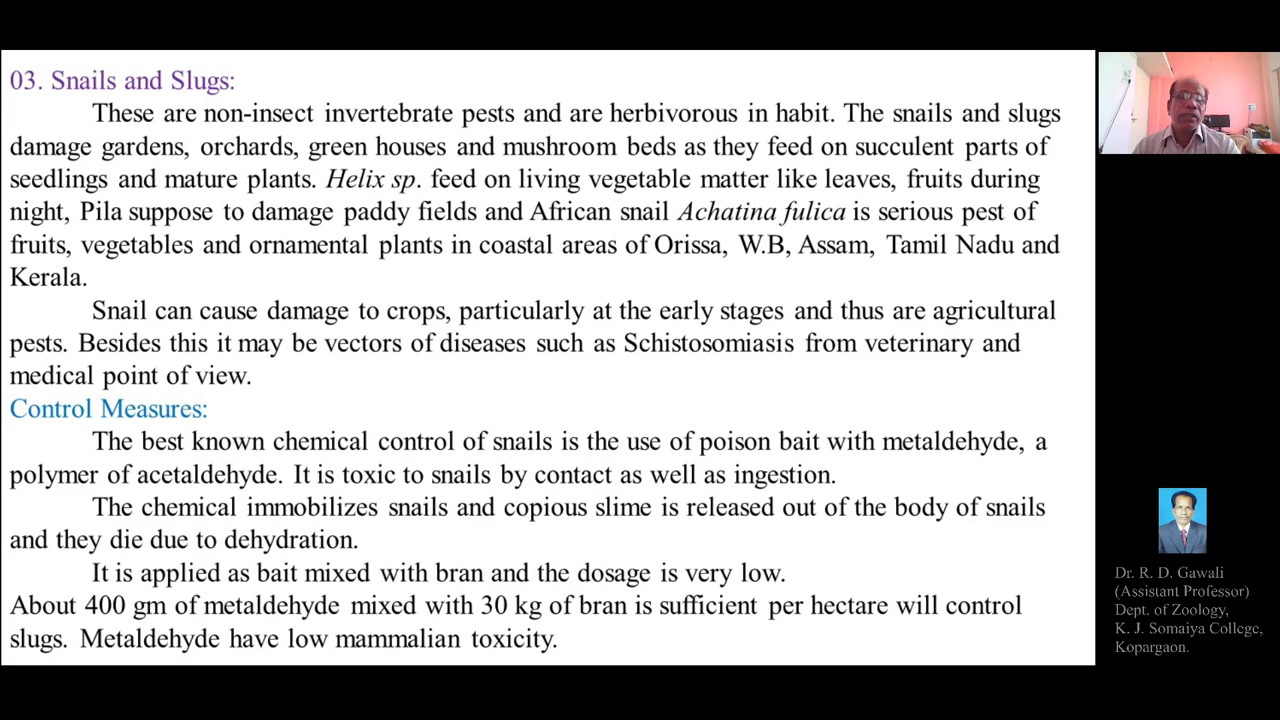 03. Snails and Slugs:
These are non-insect invertebrate pests and are herbivorous in habit. The snails and slugs
damage gardens, orchards, green houses and mushroom beds as they feed on succulent parts of
seedlings and mature plants. Helix sp. feed on living vegetable matter like leaves, fruits during
night, Pila suppose to damage paddy fields and African snail Achatina fulica is serious pest of
fruits, vegetables and ornamental plants in coastal areas of Orissa, W.B, Assam, Tamil Nadu and
Kerala.
Snail can cause damage to crops, particularly at the early stages and thus are agricultural
pests. Besides this it may be vectors of diseases such as Schistosomiasis from veterinary and
medical point of view.
Control Measures:
The best known chemical control of snails is the use of poison bait with metaldehyde, a
polymer of acetaldehyde. It is toxic to snails by contact as well as ingestion.
The chemical immobilizes snails and copious slime is released out of the body of snails
and they die due to dehydration.
It is applied as bait mixed with bran and the dosage is very low.
About 400 gm of metaldehyde mixed with 30 kg of bran is sufficient per hectare will control
slugs. Metaldehyde have low mammalian toxicity.
Dr. R. D. Gawali
(Assistant Professor)
Dept. of Zoology,
K. J. Somaiya College,
Kopargaon.